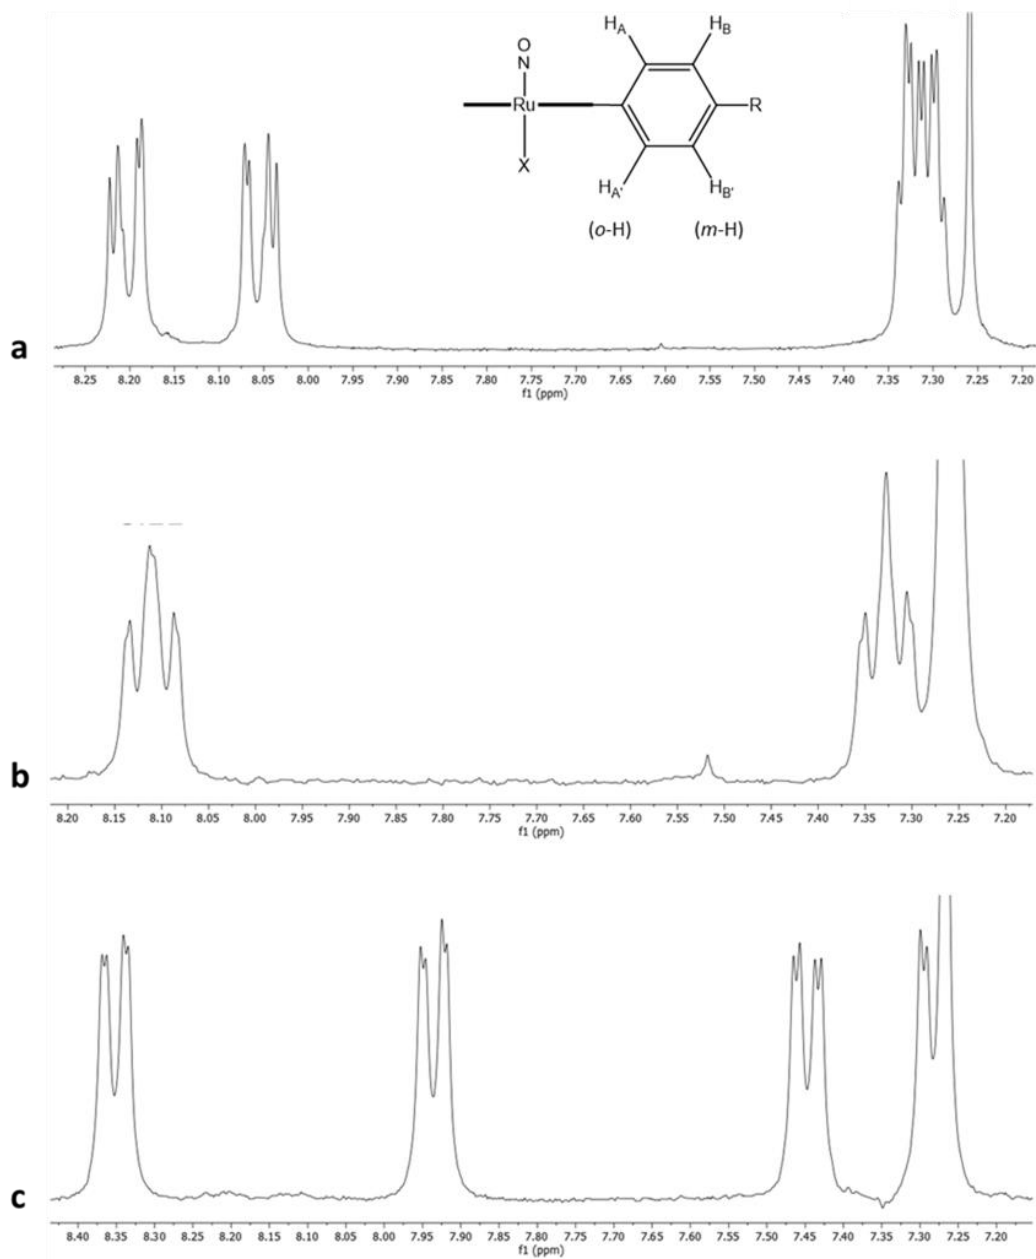 O
N
Ru
X
H_A
H_B
R
H_A'
H_B'
(o-H)
(m-H)
a
8.25 8.20 8.15 8.10 8.05 8.00 7.95 7.90 7.85 7.80 7.75 7.70 7.65 7.60 7.55 7.50 7.45 7.40 7.35 7.30 7.25 7.20
f1 (ppm)
b
8.20 8.15 8.10 8.05 8.00 7.95 7.90 7.85 7.80 7.75 7.70 7.65 7.60 7.55 7.50 7.45 7.40 7.35 7.30 7.25 7.20
f1 (ppm)
c
8.40 8.35 8.30 8.25 8.20 8.15 8.10 8.05 8.00 7.95 7.90 7.85 7.80 7.75 7.70 7.65 7.60 7.55 7.50 7.45 7.40 7.35 7.30 7.25 7.20
f1 (ppm)